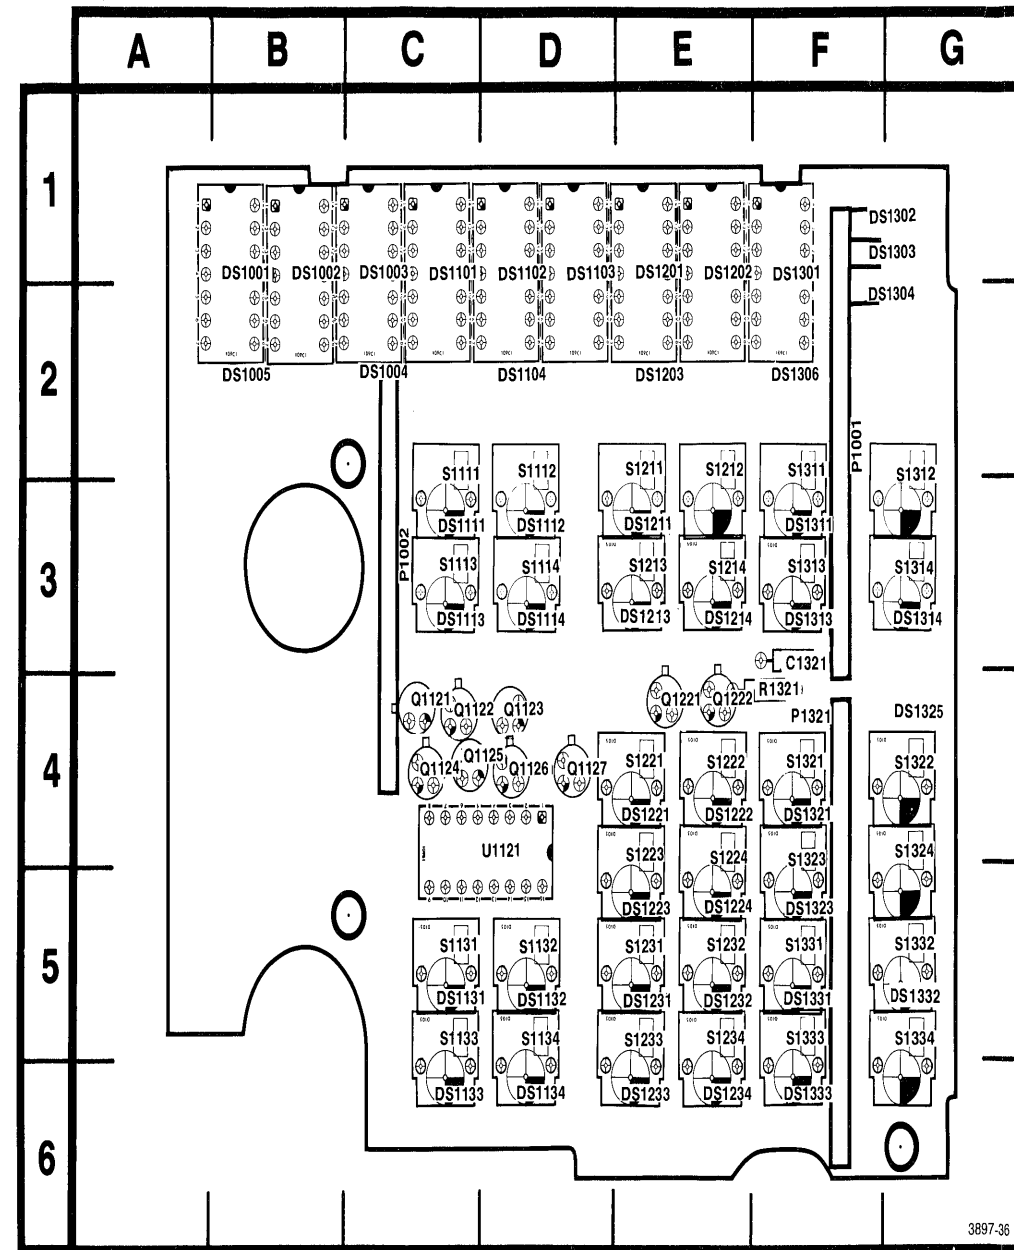 A B C D E F G
1
DS1302
DS1303
DS1001 DS1002 DS1003 DS1101 DS1102 DS1103 DS1201 DS1202 DS1301
DS1304
2
DS1005 DS1004 DS1104 DS1203 DS1306
P1001
S1111 S1112 S1211 S1212 S1311 S1312
DS1111 DS1112 DS1211 DS1311
P1002
3
S1113 S1114 S1213 S1214 S1313 S1314
DS1113 DS1114 DS1213 DS1214 DS1313 DS1314
C1321
R1321
Q1121 Q1122 Q1123 Q1221 Q1222
P1321 DS1325
4
Q1124 Q1125 Q1126 Q1127 S1221 S1222 S1321 S1322
DS1221 DS1222 DS1321
U1121 S1223 S1224 S1323 S1324
DS1223 DS1224 DS1323
5
S1131 S1132 S1231 S1232 S1331 S1332
DS1131 DS1132 DS1231 DS1232 DS1331 DS1332
S1133 S1134 S1233 S1234 S1333 S1334
DS1133 DS1134 DS1233 DS1234 DS1333
6
3897-36